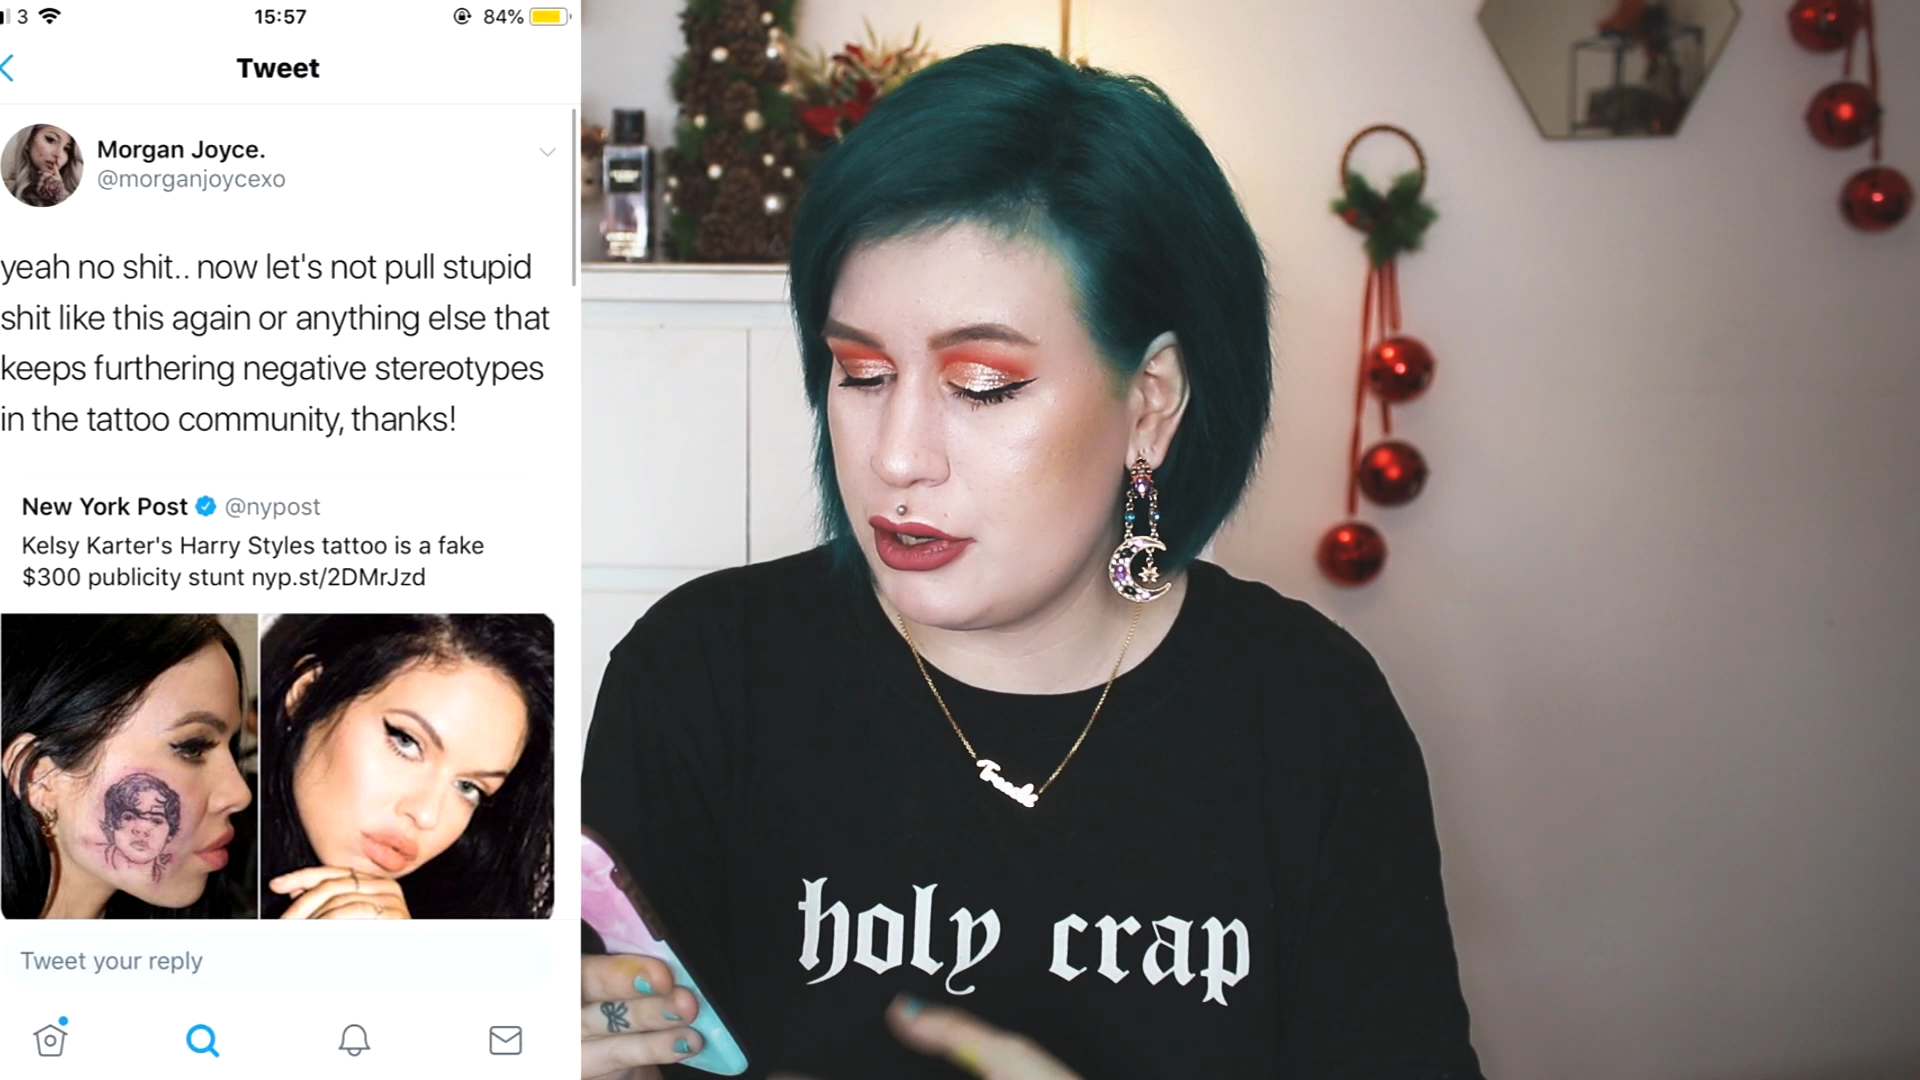 3 15:57 84%
Tweet
Morgan Joyce.
@morganjoycexo
yeah no shit.. now let's not pull stupid
shit like this again or anything else that
keeps furthering negative stereotypes
in the tattoo community, thanks!
New York Post @nypost
Kelsy Karter's Harry Styles tattoo is a fake
$300 publicity stunt nyp.st/2DMrJzd
Tweet your reply
holy crap